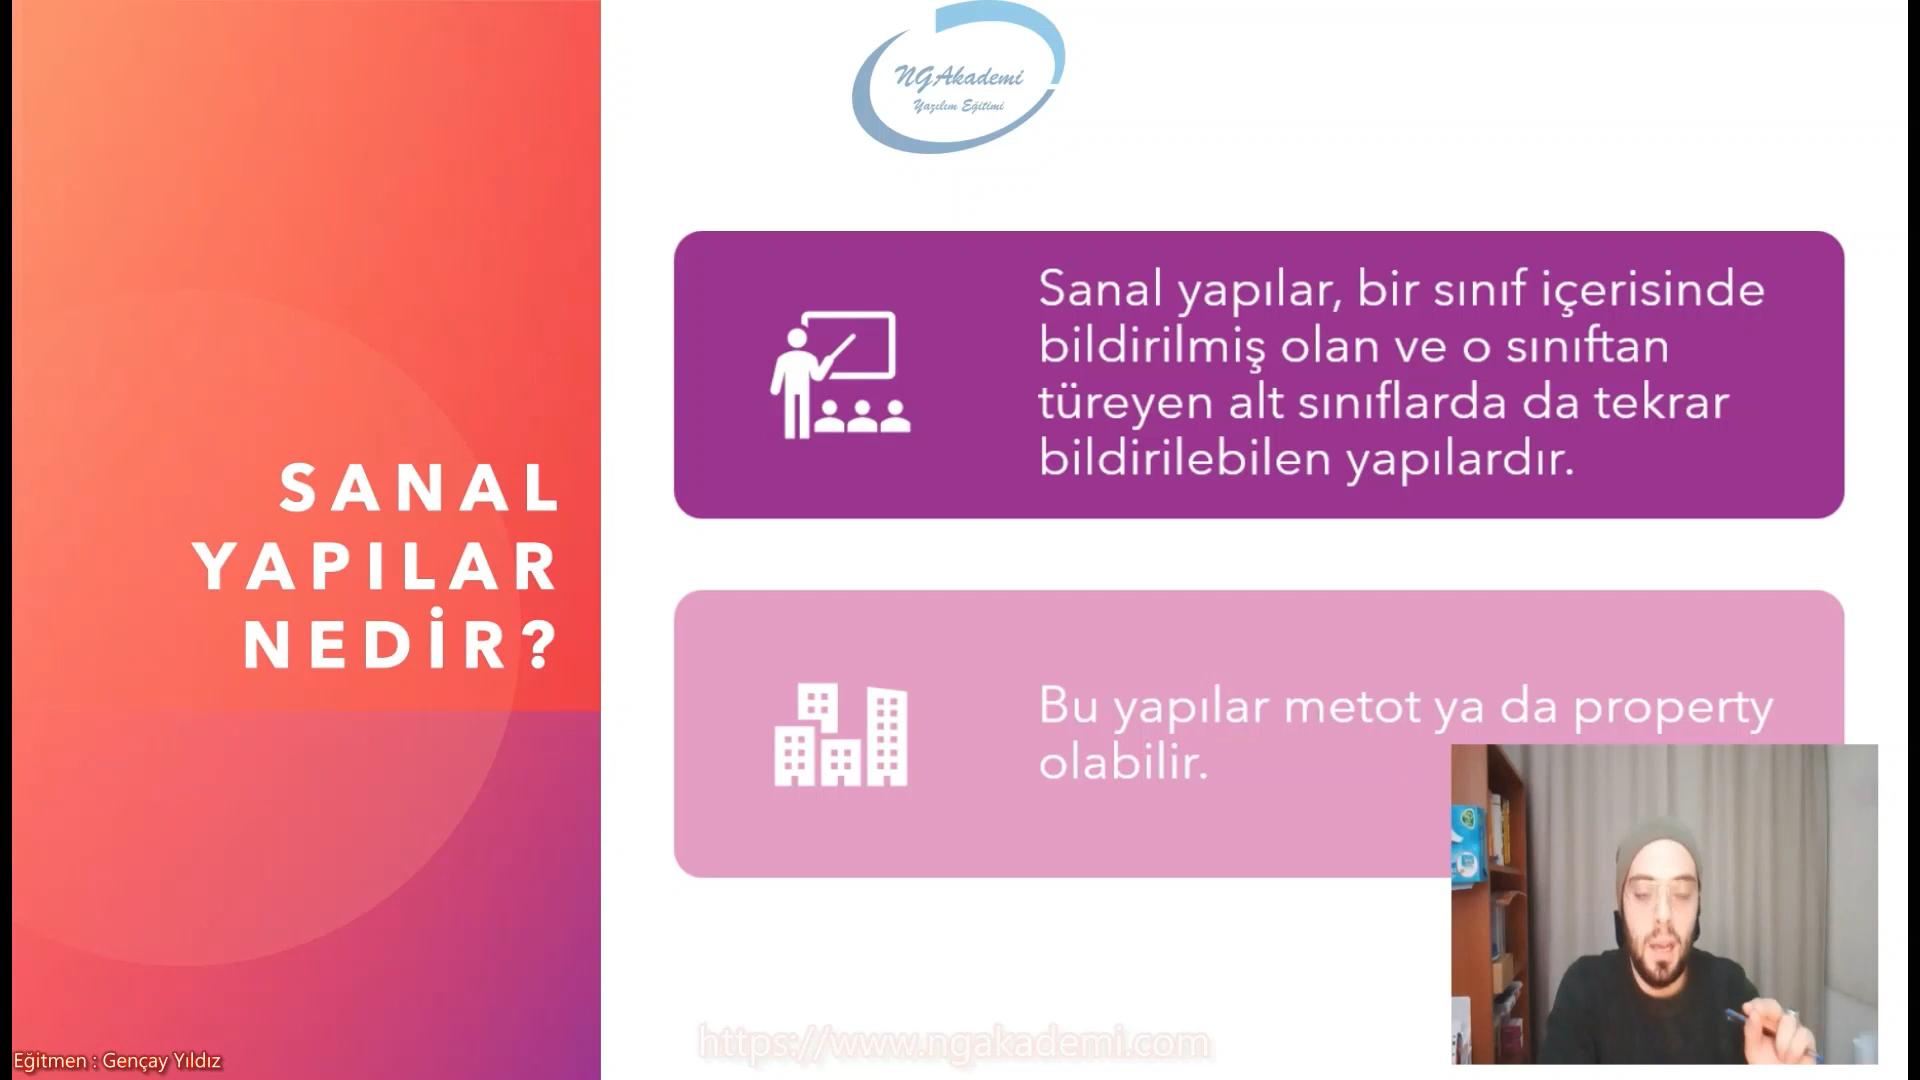 NGAkademi
Yazılım Eğitimi
SANAL
YAPILAR
NEDİR?
Sanal yapılar, bir sınıf içerisinde
bildirilmiş olan ve o sınıftan
türeyen alt sınıflarda da tekrar
bildirilebilen yapılardır.
Bu yapılar metot ya da property
olabilir.
https://www.ngakademi.com
Eğitmen : Gençay Yıldız